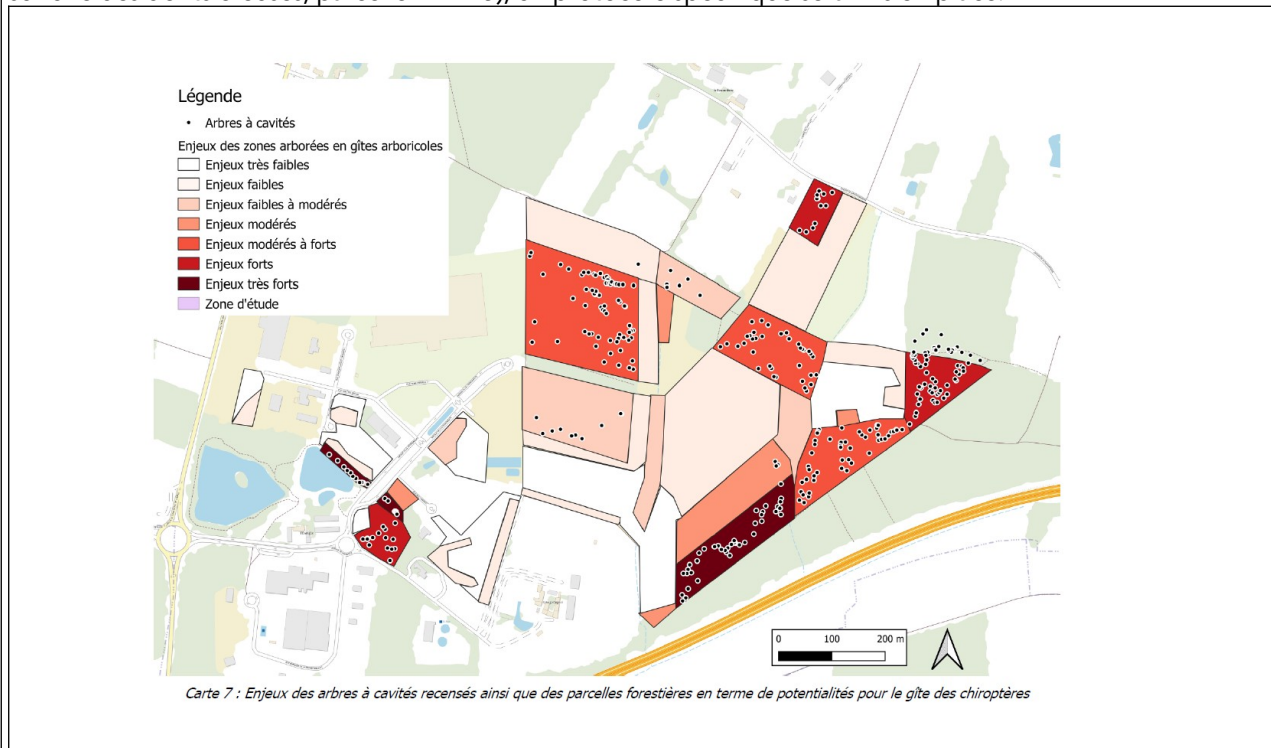 Légende
Arbres à cavités
Enjeux des zones arborées en gîtes arboricoles
Enjeux très faibles
Enjeux faibles
Enjeux faibles à modérés
Enjeux modérés
Enjeux modérés à forts
Enjeux forts
Enjeux très forts
Zone d'étude
0 100 200 m
Carte 7 : Enjeux des arbres à cavités recensés ainsi que des parcelles forestières en terme de potentialités pour le gîte des chiroptères